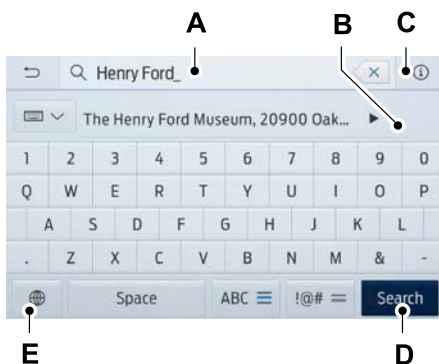 A B C
Henry Ford_
The Henry Ford Museum, 20900 Oak...
1 2 3 4 5 6 7 8 9 0
Q W E R T Y U I O P
A S D F G H J K L
. Z X C V B N M & -
Space ABC !@# Search
E D